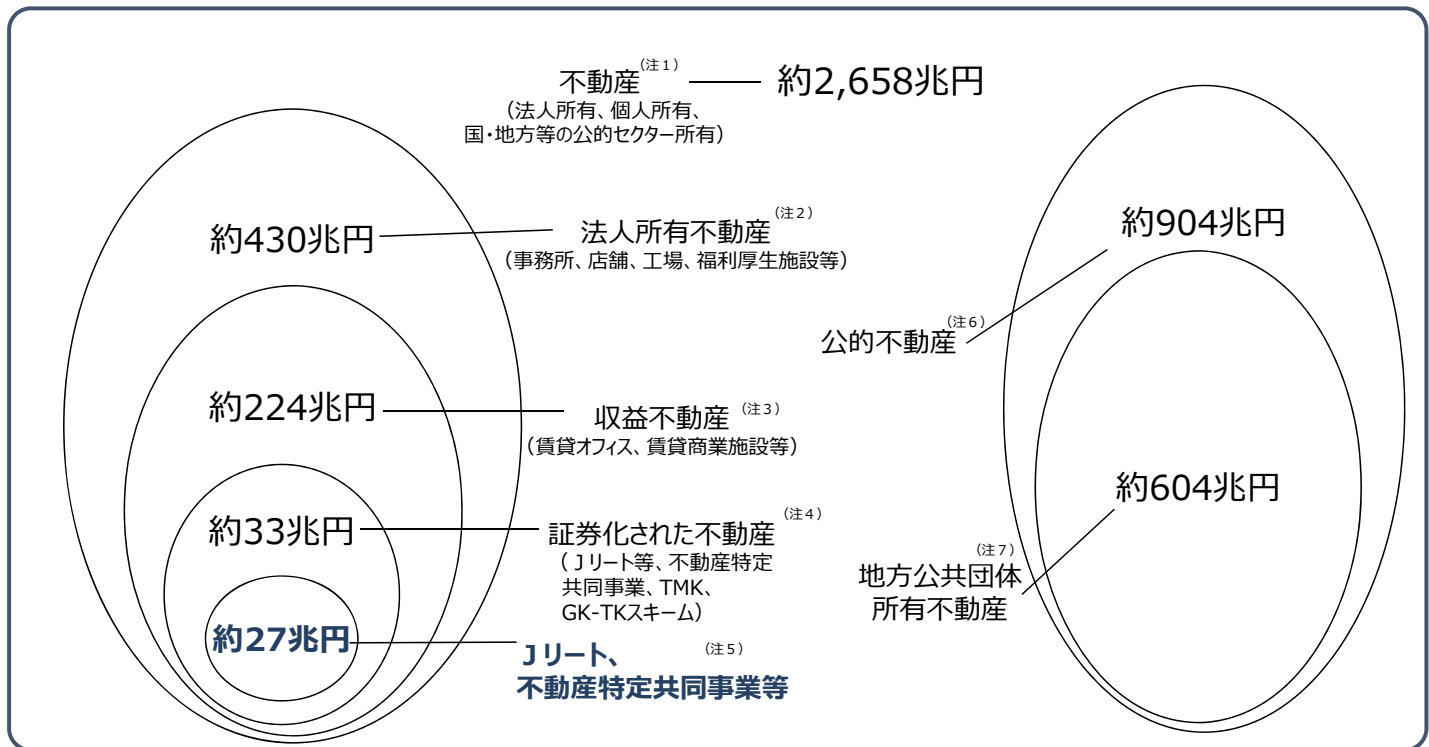 不動産(注1) 約2,658兆円
(法人所有、個人所有、
国・地方等の公的セクター所有)
約430兆円 法人所有不動産(注2)
(事務所、店舗、工場、福利厚生施設等)
約224兆円 収益不動産(注3)
(賃貸オフィス、賃貸商業施設等)
約33兆円 証券化された不動産(注4)
(Jリート等、不動産特定
共同事業、TMK、
GK-TKスキーム)
約27兆円 Jリート、(注5)
不動産特定共同事業等
約904兆円
公的不動産(注6)
約604兆円
(注7)
地方公共団体
所有不動産